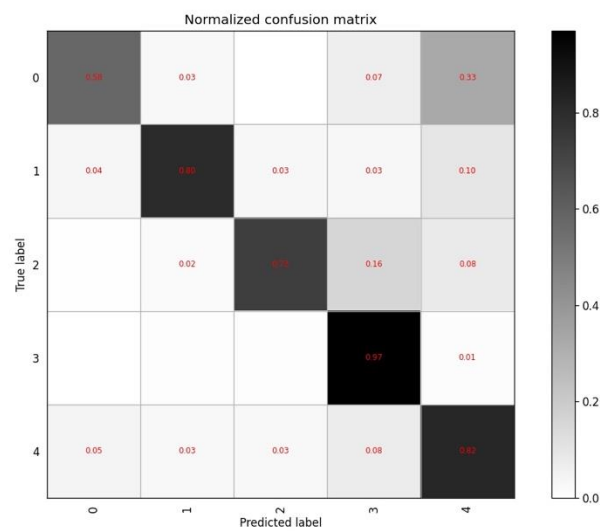 Normalized confusion matrix
0 0.58 0.03 0.07 0.33
1 0.04 0.80 0.03 0.03 0.10
2 0.02 0.16 0.08
3 0.97 0.01
4 0.05 0.03 0.03 0.08 0.82
True label
0 1 2 3 4
Predicted label
0.8
0.6
0.4
0.2
0.0